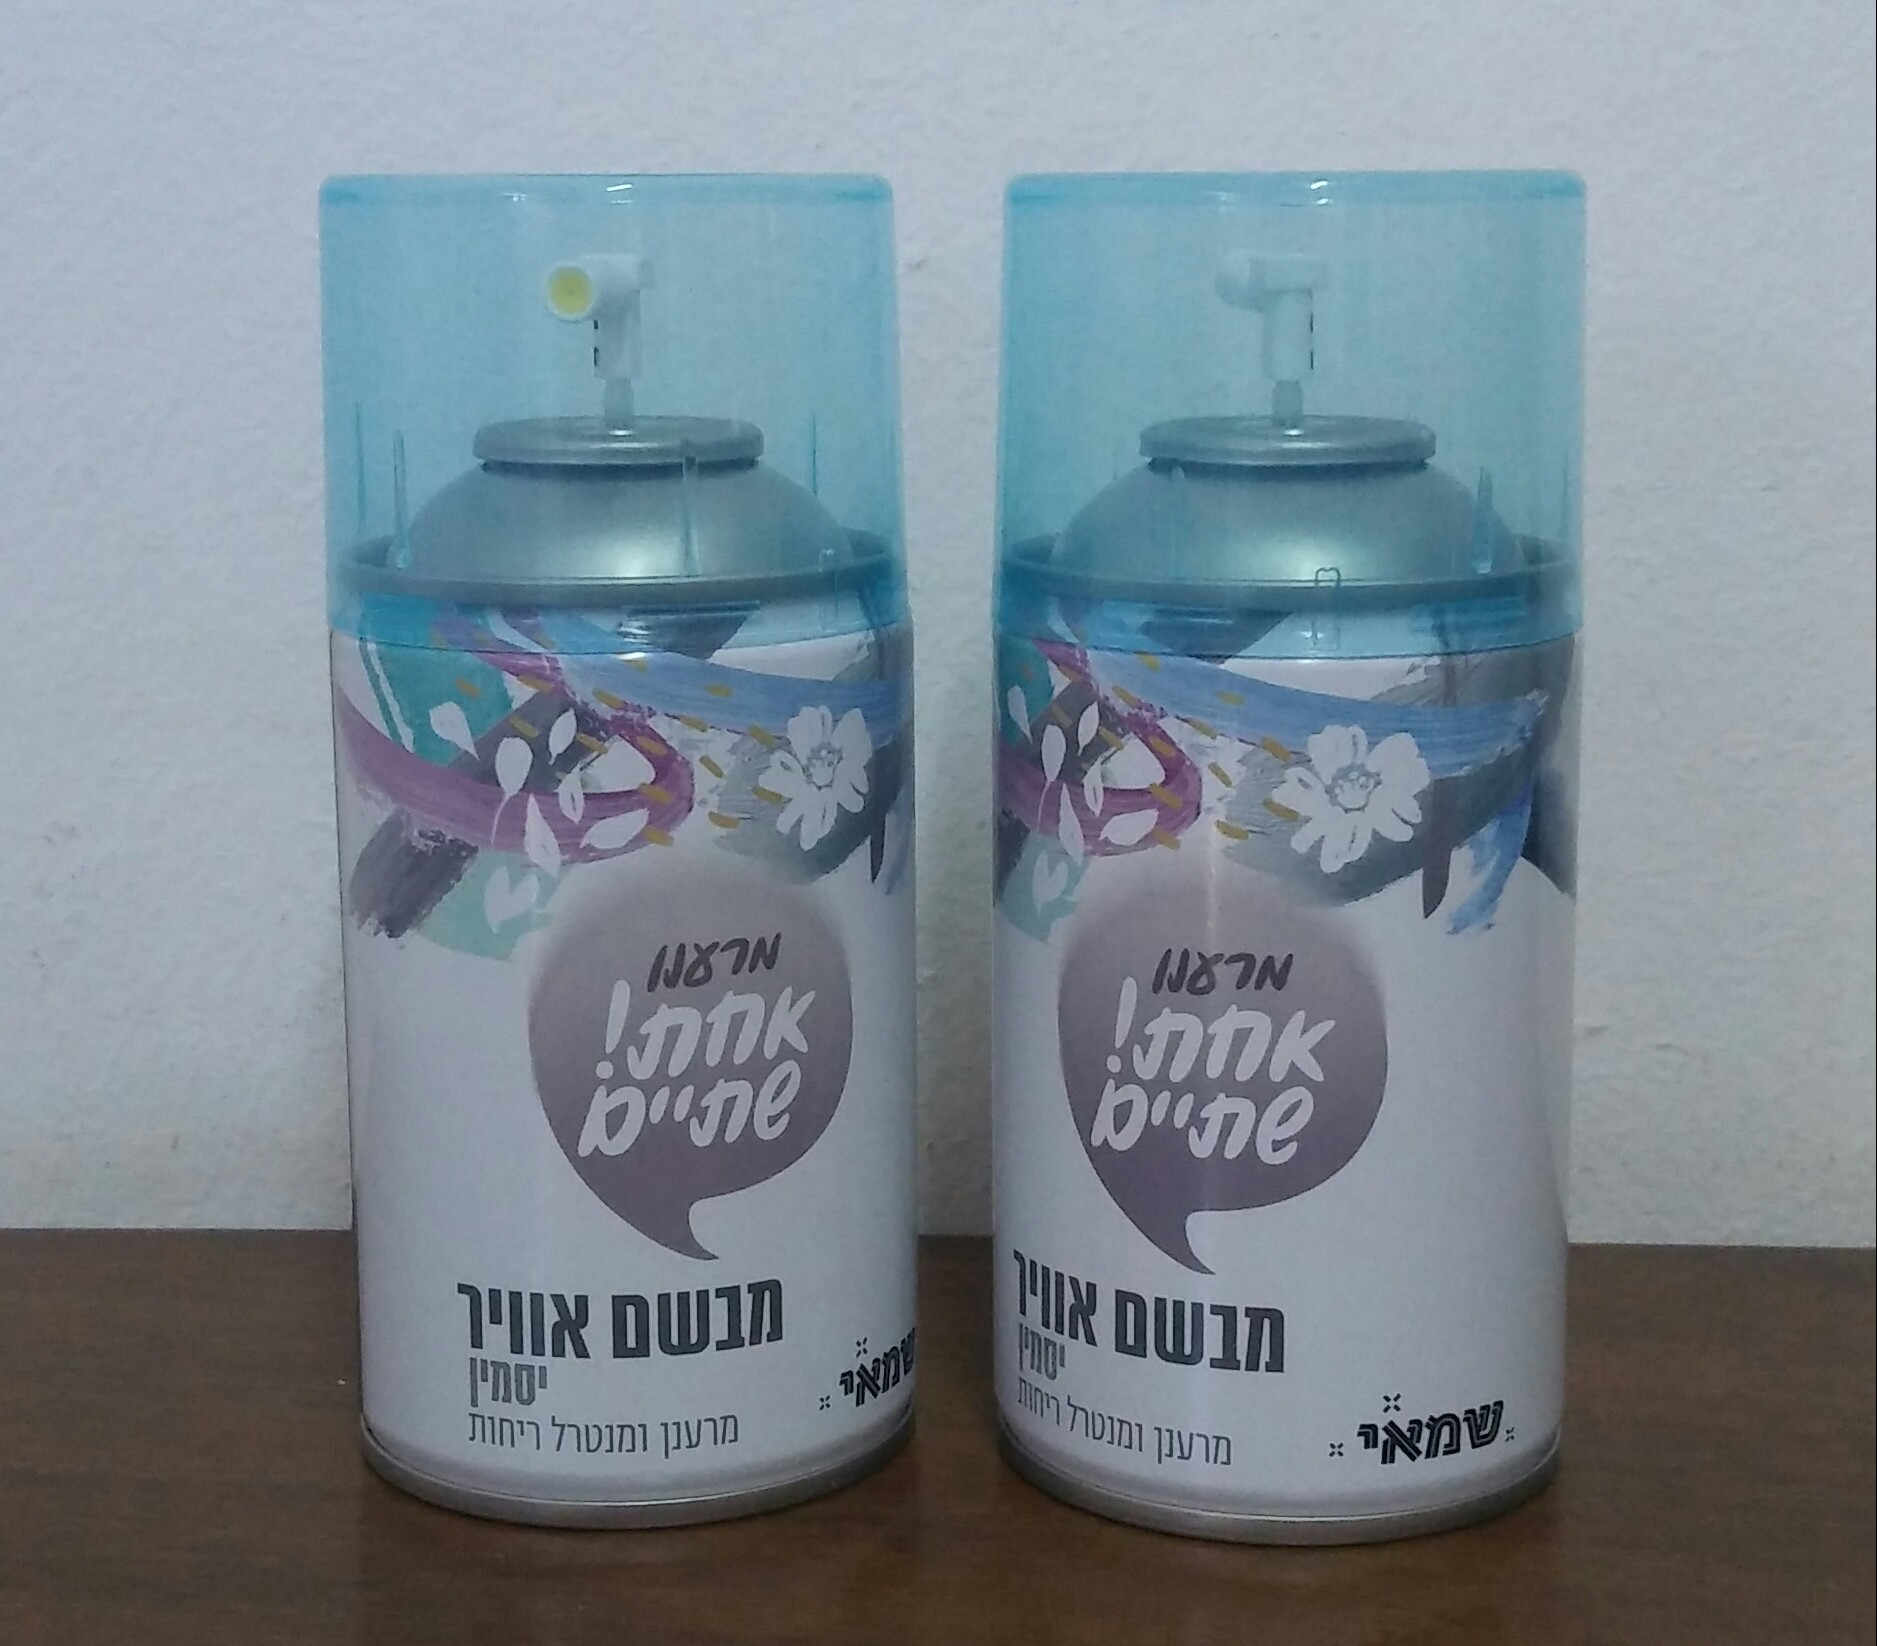 מרענן
אחת!
שתיים
מבשם אוויר
יסמין
מרענן ומנטרל ריחות
שמאי
מרענן
אחת!
שתיים
מבשם אוויר
יסמין
מרענן ומנטרל ריחות
שמאי